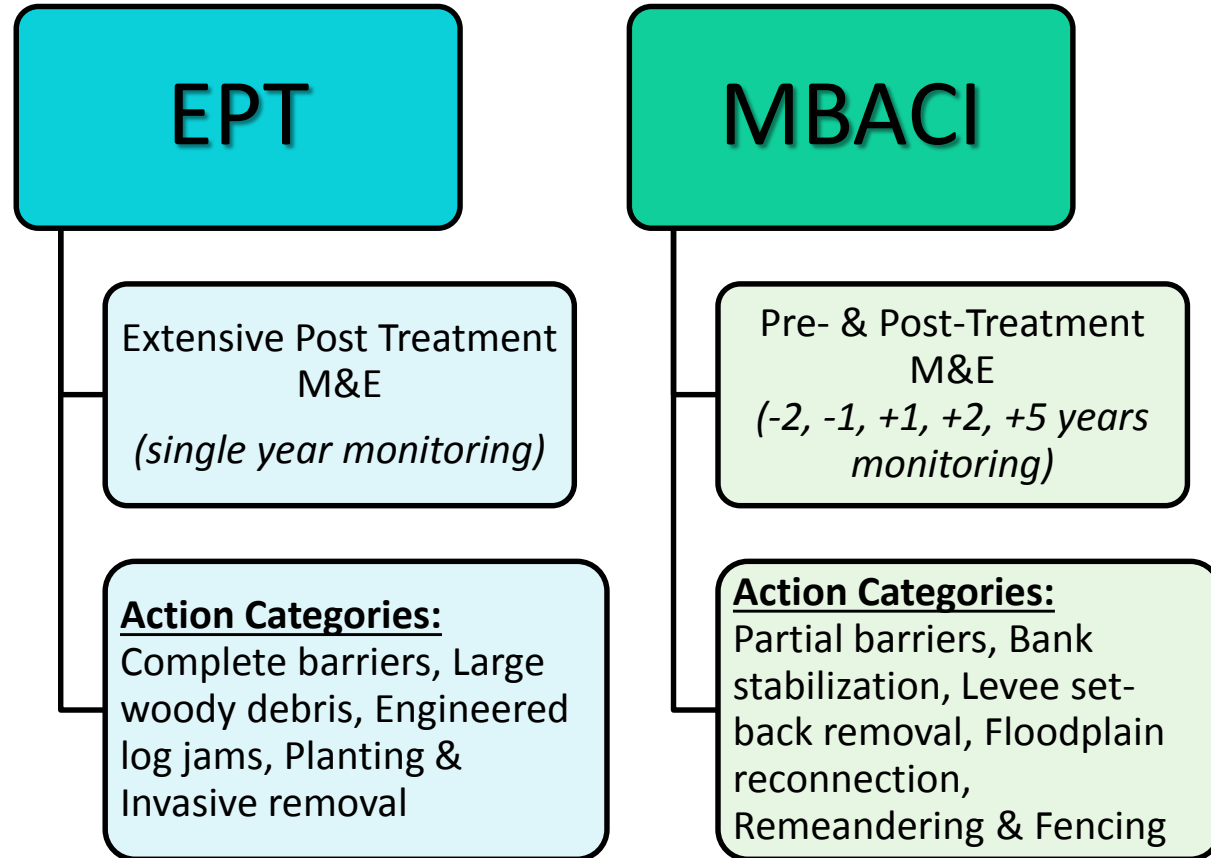 EPT
Extensive Post Treatment
M&E
(single year monitoring)
Action Categories:
Complete barriers, Large
woody debris, Engineered
log jams, Planting &
Invasive removal
MBACI
Pre- & Post-Treatment
M&E
(-2, -1, +1, +2, +5 years
monitoring)
Action Categories:
Partial barriers, Bank
stabilization, Levee set-
back removal, Floodplain
reconnection,
Remeandering & Fencing